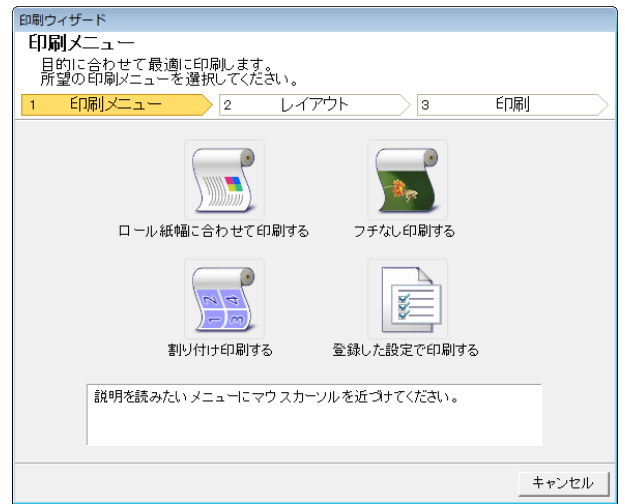 印刷ウィザード
印刷メニュー
目的に合わせて最適に印刷します。
所望の印刷メニューを選択してください。
1 印刷メニュー 2 レイアウト 3 印刷
ロール紙幅に合わせて印刷する フチなし印刷する
1 2 3 4
割り付け印刷する 登録した設定で印刷する
説明を読みたいメニューにマウスカーソルを近づけてください。
キャンセル